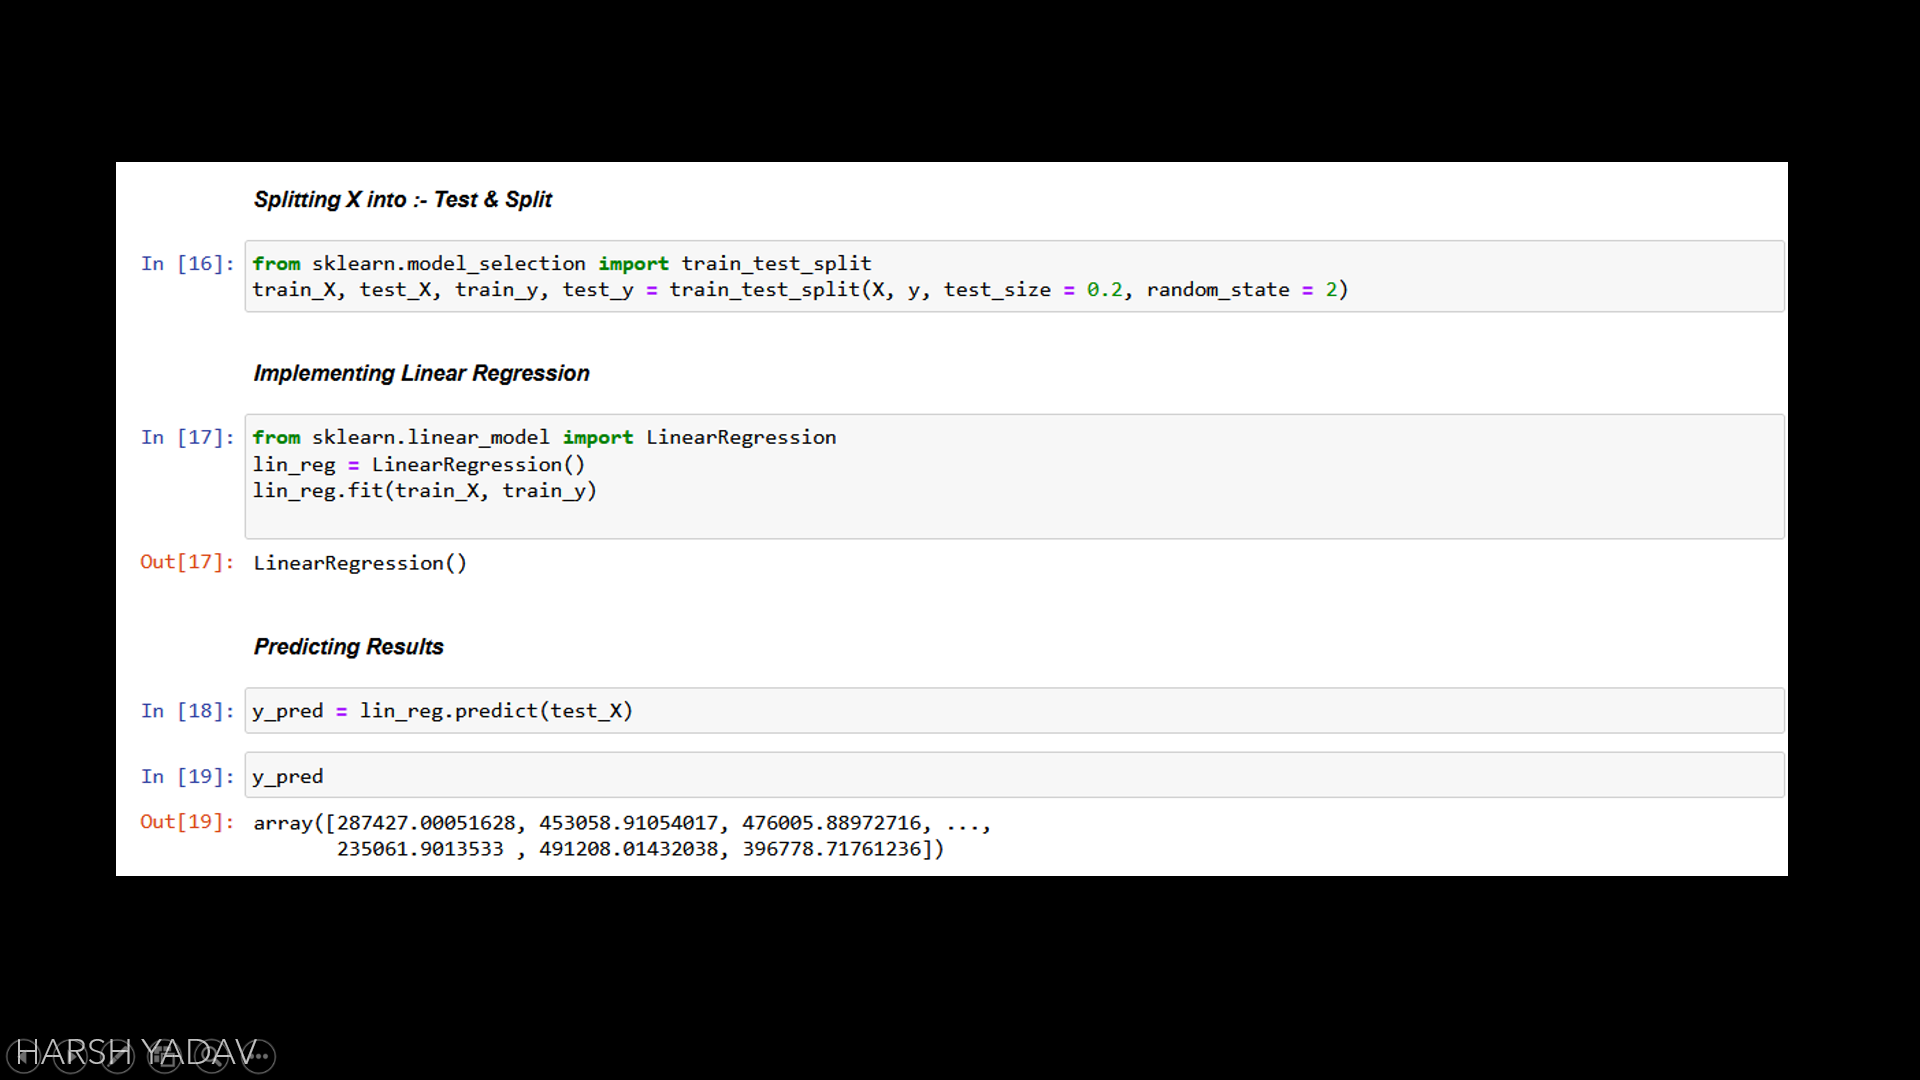 Splitting X into :- Test & Split
In [16]: from sklearn.model_selection import train_test_split
train_X, test_X, train_y, test_y = train_test_split(X, y, test_size = 0.2, random_state = 2)
Implementing Linear Regression
In [17]: from sklearn.linear_model import LinearRegression
lin_reg = LinearRegression()
lin_reg.fit(train_X, train_y)
Out[17]: LinearRegression()
Predicting Results
In [18]: y_pred = lin_reg.predict(test_X)
In [19]: y_pred
Out[19]: array([287427.00051628, 453058.91054017, 476005.88972716, ...,
235061.9013533 , 491208.01432038, 396778.71761236])
HARSH YADAV